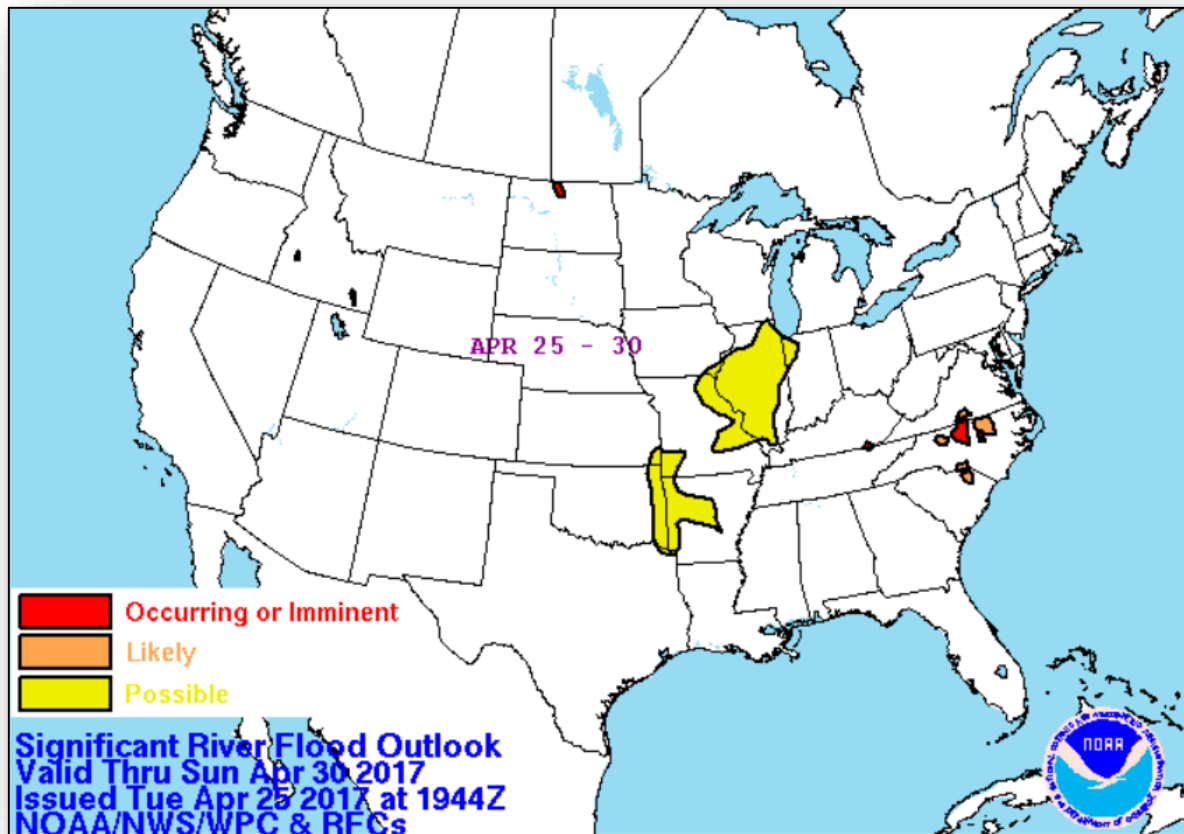 APR 25 - 30
Occurring or Imminent
Likely
Possible
Significant River Flood Outlook
Valid Thru Sun Apr 30 2017
Issued Tue Apr 25 2017 at 1944Z
NOAA/NWS/WPC & RFCs
NOAA